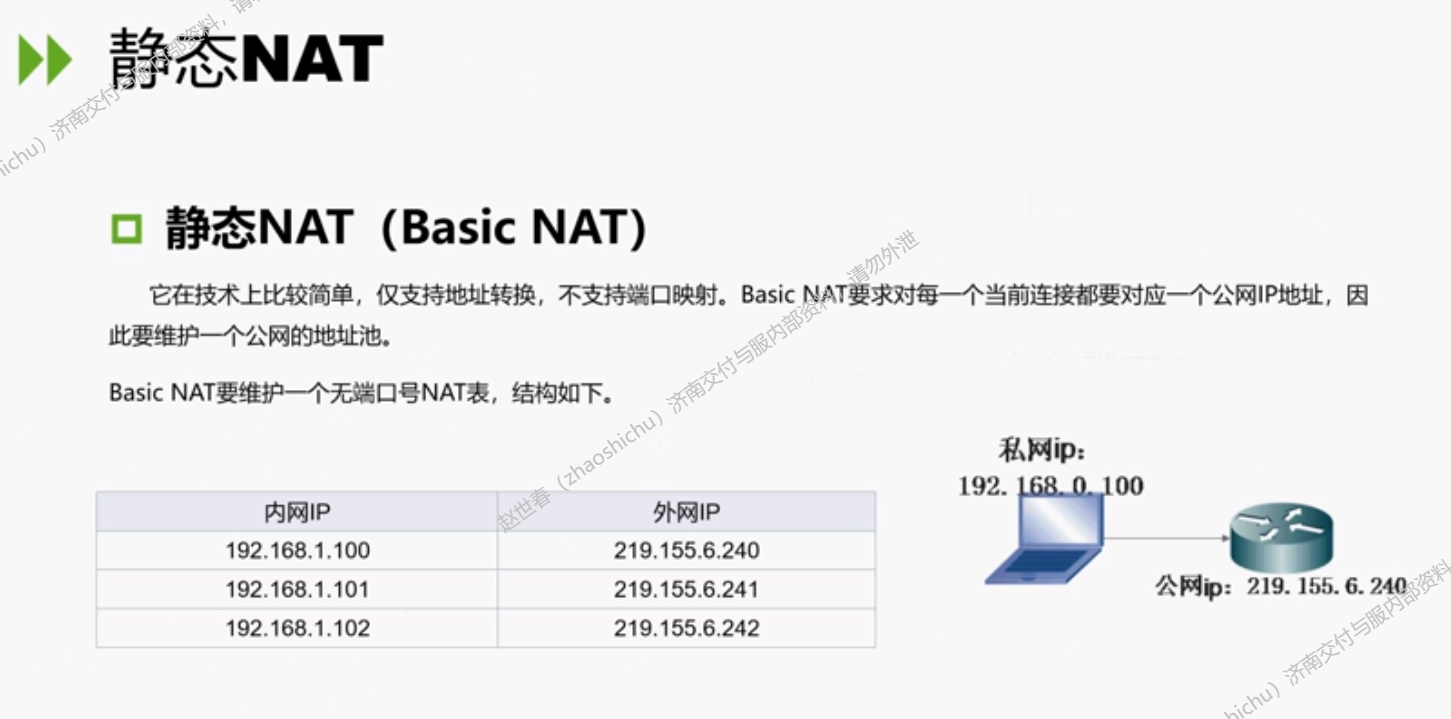 静态NAT
静态NAT（Basic NAT）
它在技术上比较简单，仅支持地址转换，不支持端口映射。Basic NAT要求对每一个当前连接都要对应一个公网IP地址，因
此要维护一个公网的地址池。
Basic NAT要维护一个无端口号NAT表，结构如下。
内网IP 外网IP
192.168.1.100 219.155.6.240
192.168.1.101 219.155.6.241
192.168.1.102 219.155.6.242
私网ip：
192.168.0.100
公网ip：219.155.6.240
赵世春（zhaoshichu）济南交付与服内部资料，请勿外泄
ichu）济南交付与服内部资料，请
hichu）济南交付与服内部资料